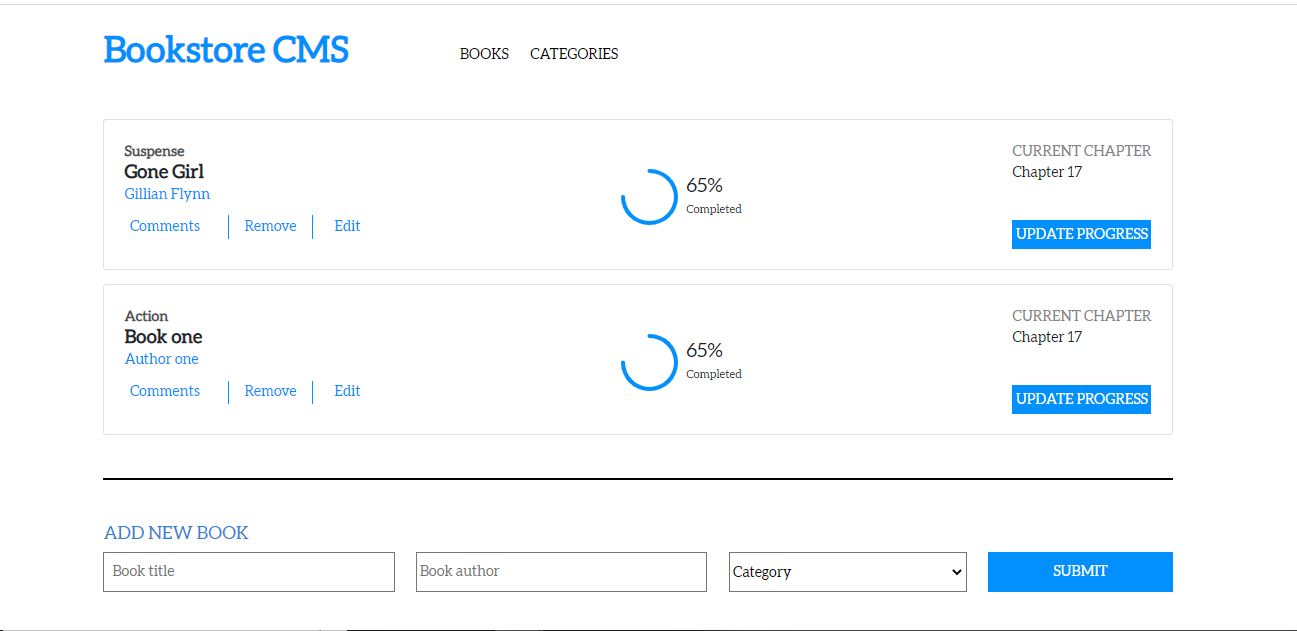 Bookstore CMS
BOOKS CATEGORIES
Suspense
Gone Girl
Gillian Flynn
Comments Remove Edit
65%
Completed
CURRENT CHAPTER
Chapter 17
UPDATE PROGRESS
Action
Book one
Author one
Comments Remove Edit
65%
Completed
CURRENT CHAPTER
Chapter 17
UPDATE PROGRESS
ADD NEW BOOK
Book title Book author Category SUBMIT